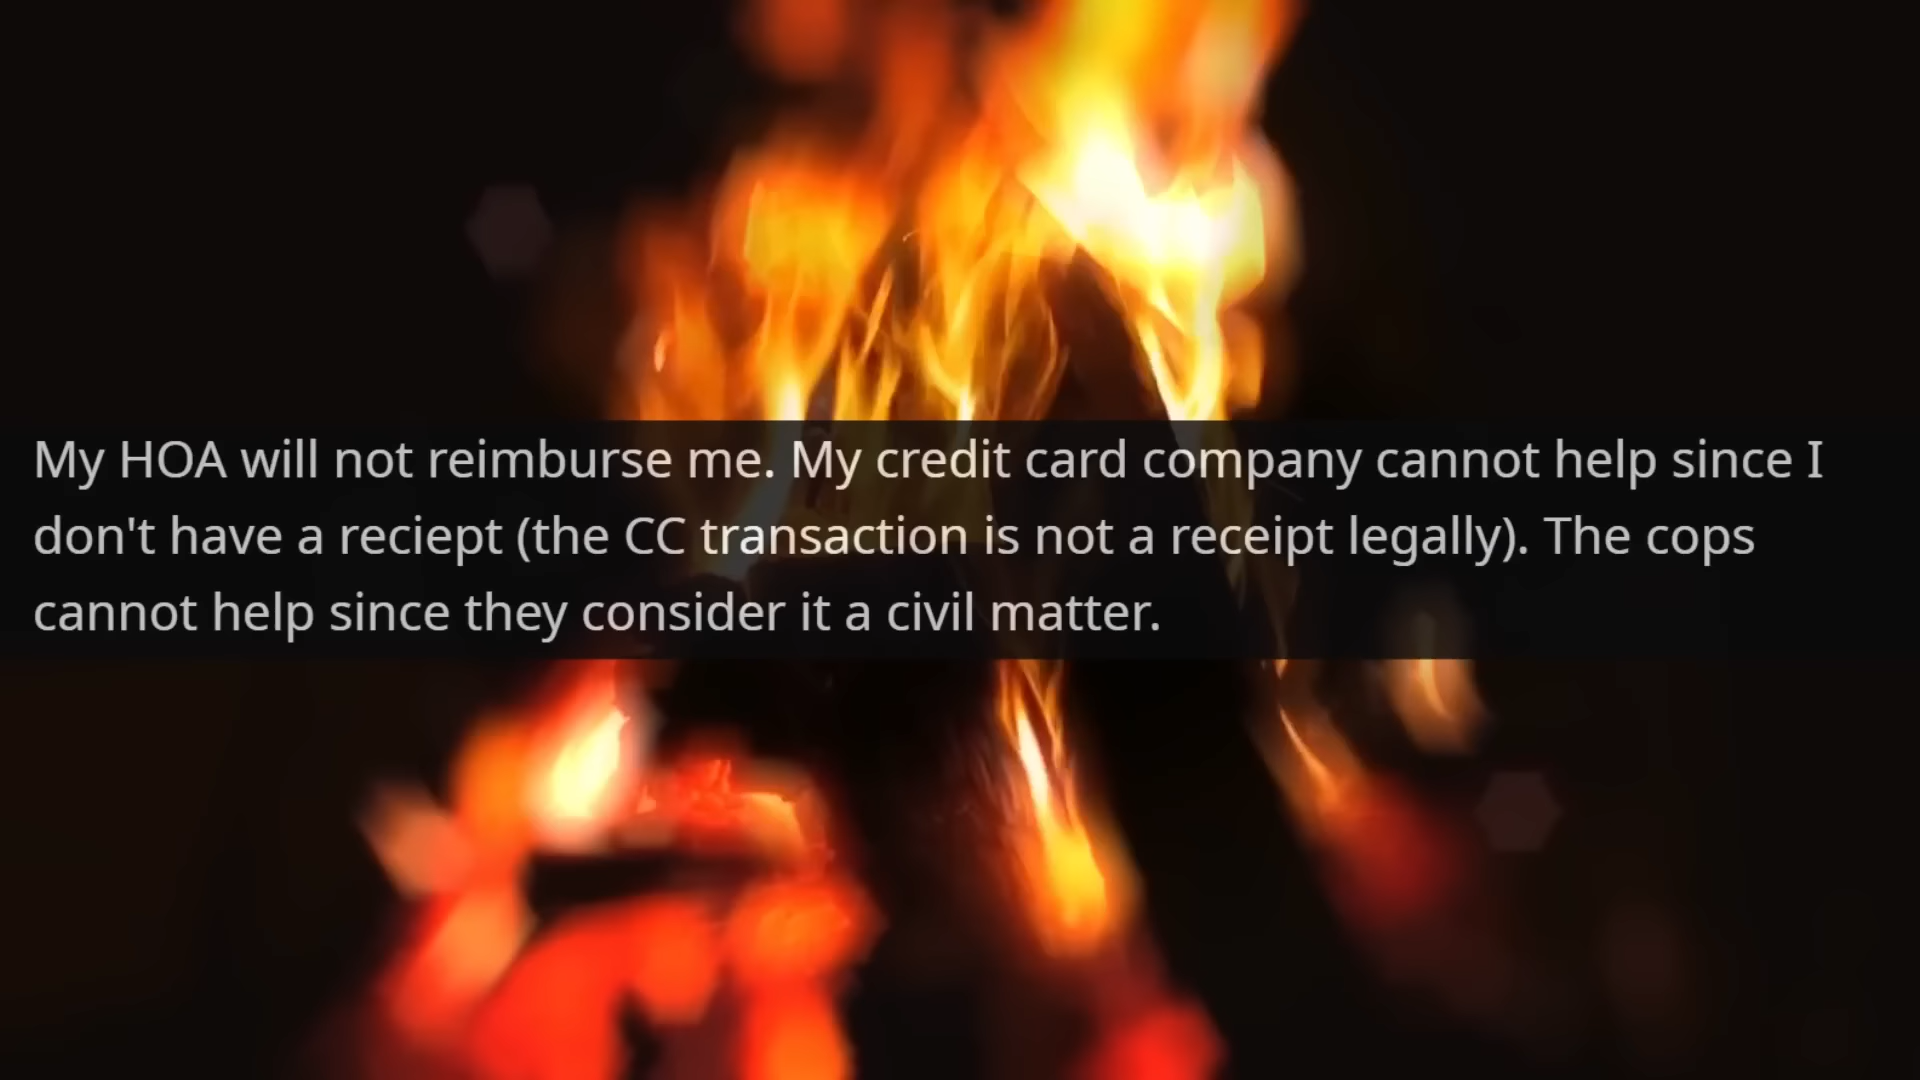 My HOA will not reimburse me. My credit card company cannot help since I
don't have a reciept (the CC transaction is not a receipt legally). The cops
cannot help since they consider it a civil matter.